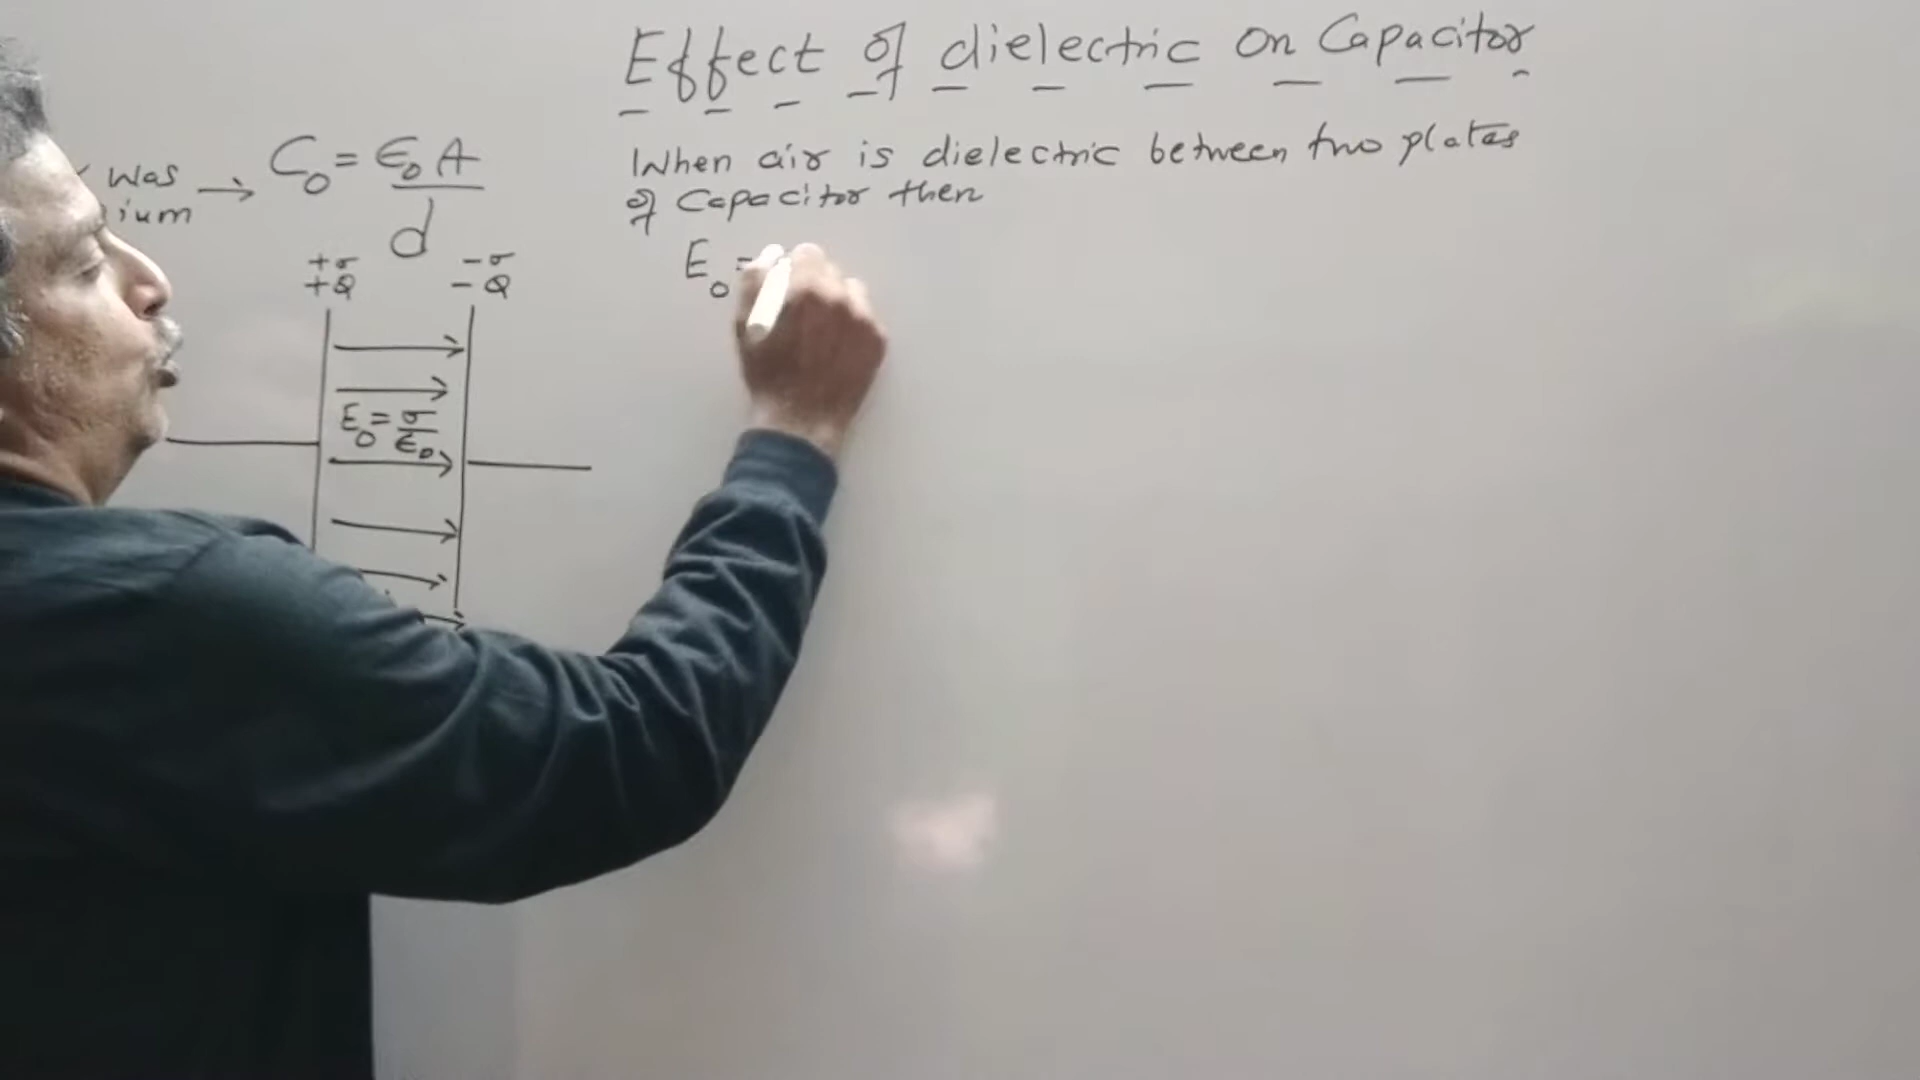 Effect of dielectric on Capacitor
When air is dielectric between two plates
of Capacitor then
E₀ =
was
C₀ = ε₀A
d
+σ
+Q
-σ
-Q
E₀ = σ
ε₀